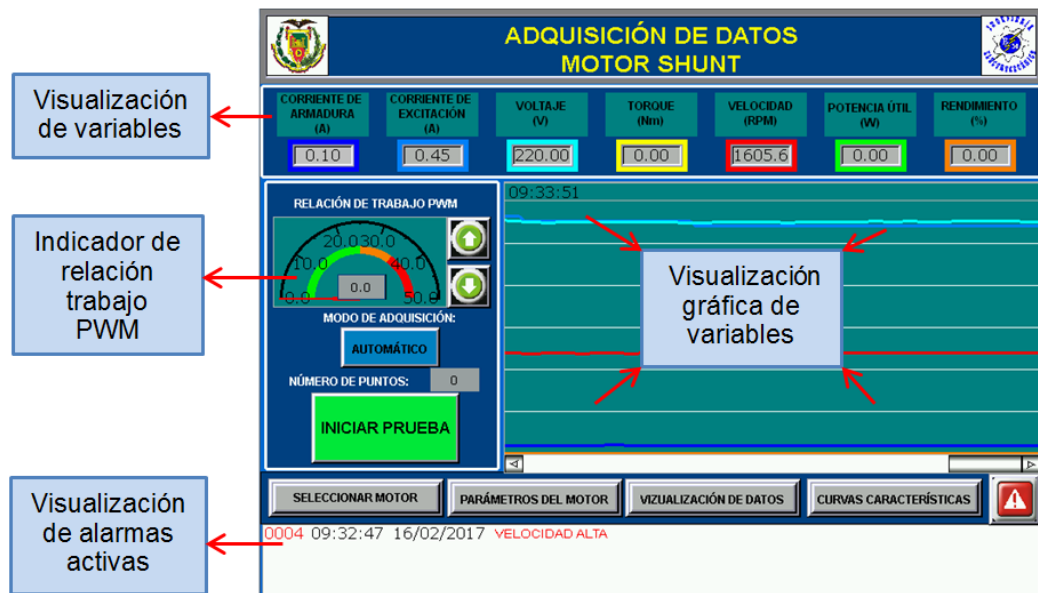 ADQUISICIÓN DE DATOS
MOTOR SHUNT
Visualización
de variables
CORRIENTE DE
ARMADURA
(A)
0.10
CORRIENTE DE
EXCITACIÓN
(A)
0.45
VOLTAJE
(V)
220.00
TORQUE
(Nm)
0.00
VELOCIDAD
(RPM)
1605.6
POTENCIA ÚTIL
(W)
0.00
RENDIMIENTO
(%)
0.00
Indicador de
relación
trabajo
PWM
RELACIÓN DE TRABAJO PWM
0.0
10.0
20.0
30.0
40.0
50.0
0.0
MODO DE ADQUISICIÓN:
AUTOMÁTICO
NÚMERO DE PUNTOS: 0
INICIAR PRUEBA
09:33:51
Visualización
gráfica de
variables
SELECCIONAR MOTOR
PARÁMETROS DEL MOTOR
VIZUALIZACIÓN DE DATOS
CURVAS CARACTERÍSTICAS
Visualización
de alarmas
activas
0004 09:32:47 16/02/2017 VELOCIDAD ALTA